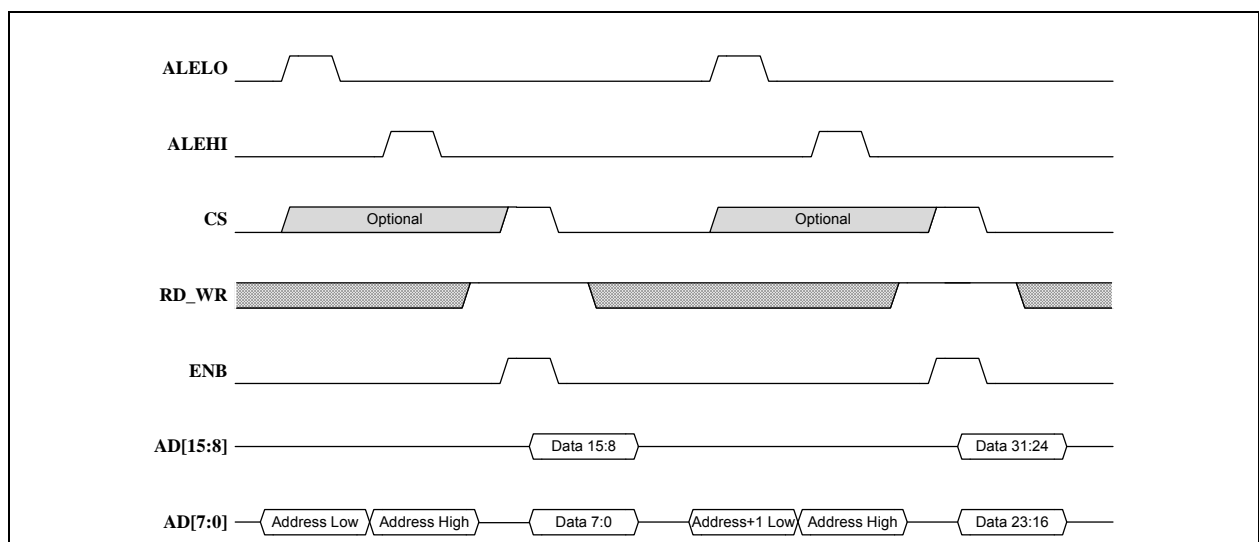 ALELO
ALEHI
CS Optional Optional
RD_WR
ENB
AD[15:8] Data 15:8 Data 31:24
AD[7:0] Address Low Address High Data 7:0 Address+1 Low Address High Data 23:16